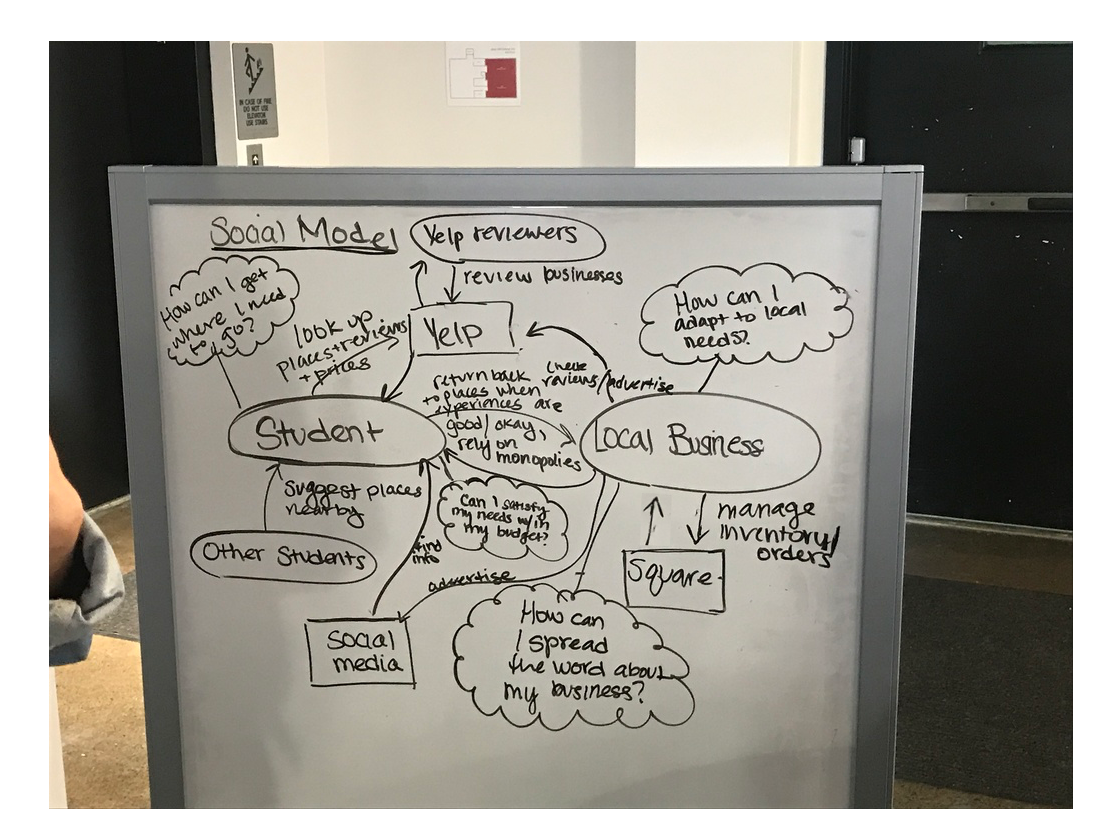 IN CASE OF FIRE
DO NOT USE
ELEVATOR
USE STAIRS
Social Model
Yelp reviewers
review businesses
How can I get
where I need
to go?
look up
places+reviews
+ prices
Yelp
How can I
adapt to local
needs?
check
reviews/advertise
return back
to places when
experiences are
good/okay,
rely on
monopolies
Student
Local Business
suggest places
nearby
Can I satisfy
my needs w/in
my budget?
manage
inventory/
orders
Other Students
find
info
advertise
Square
social
media
How can
I spread
the word about
my business?